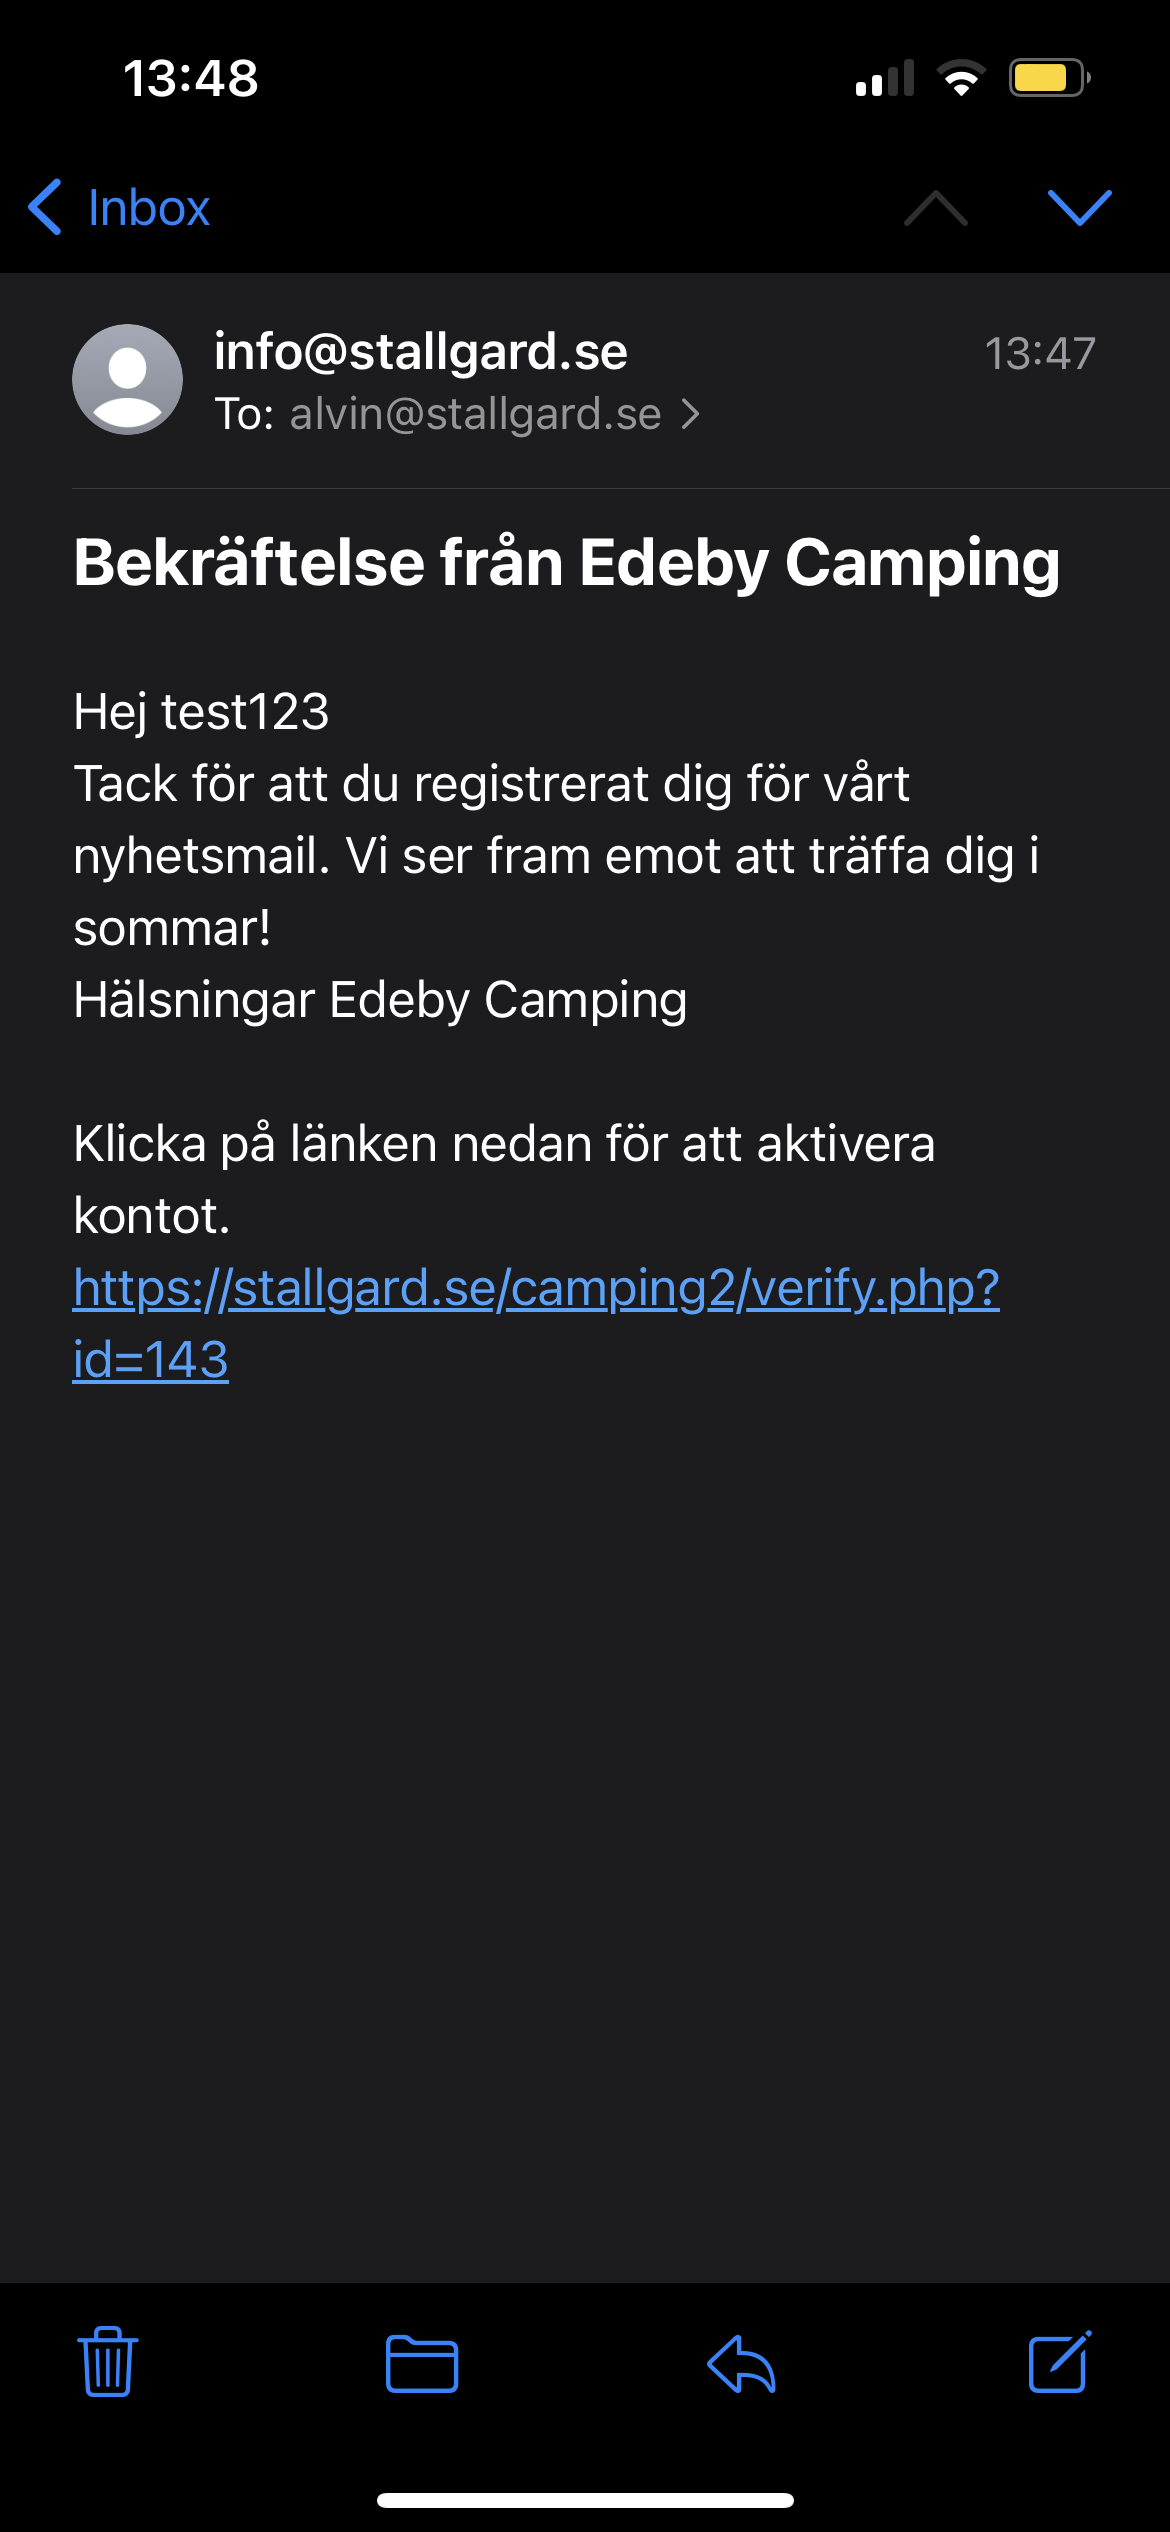 13:48
Inbox
info@stallgard.se
13:47
To: alvin@stallgard.se
Bekräftelse från Edeby Camping
Hej test123
Tack för att du registrerat dig för vårt
nyhetsmail. Vi ser fram emot att träffa dig i
sommar!
Hälsningar Edeby Camping
Klicka på länken nedan för att aktivera
kontot.
https://stallgard.se/camping2/verify.php?
id=143